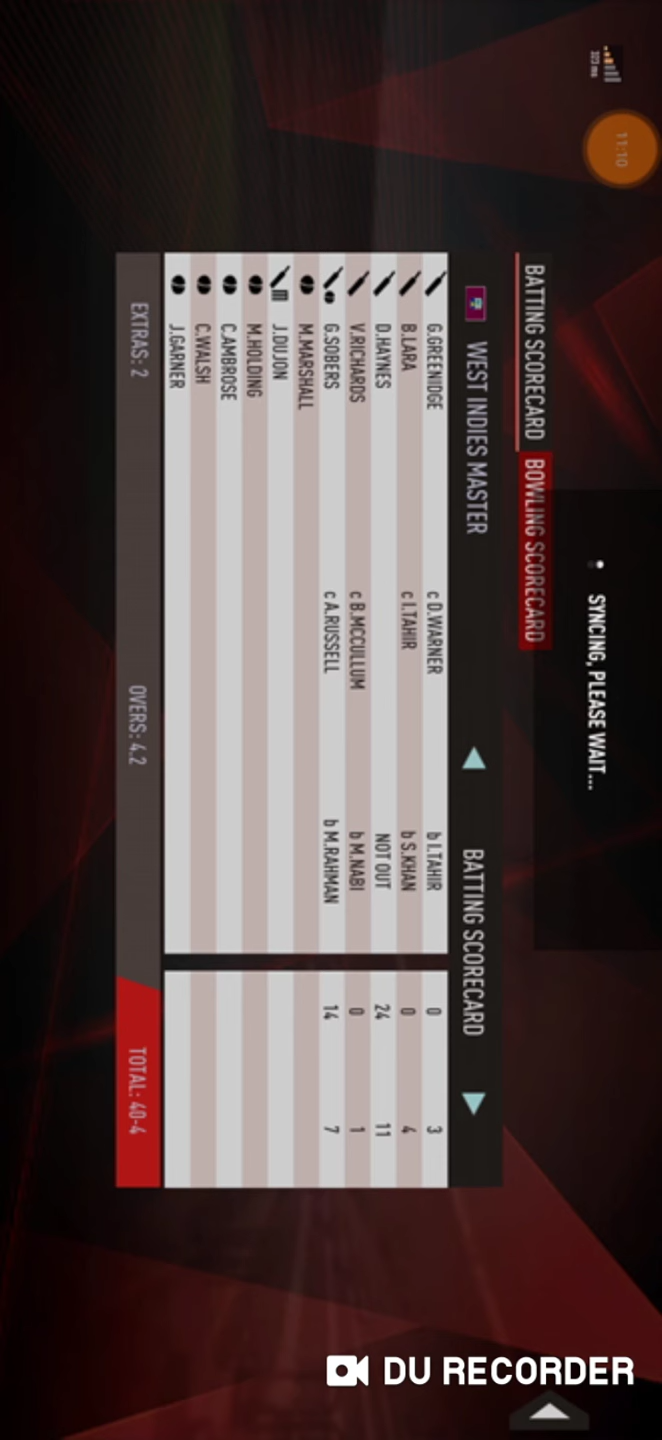 323 ms
11:10
SYNCING, PLEASE WAIT...
BATTING SCORECARD BOWLING SCORECARD
WEST INDIES MASTER BATTING SCORECARD
G.GREENIDGE c D.WARNER b I.TAHIR 0 3
B.LARA c I.TAHIR b S.KHAN 0 4
D.HAYNES NOT OUT 24 11
V.RICHARDS c B.MCCULLUM b M.NABI 0 1
G.SOBERS c A.RUSSELL b M.RAHMAN 14 7
M.MARSHALL
J.DUJON
M.HOLDING
C.AMBROSE
C.WALSH
J.GARNER
EXTRAS: 2 OVERS: 4.2 TOTAL: 40-4
DU RECORDER